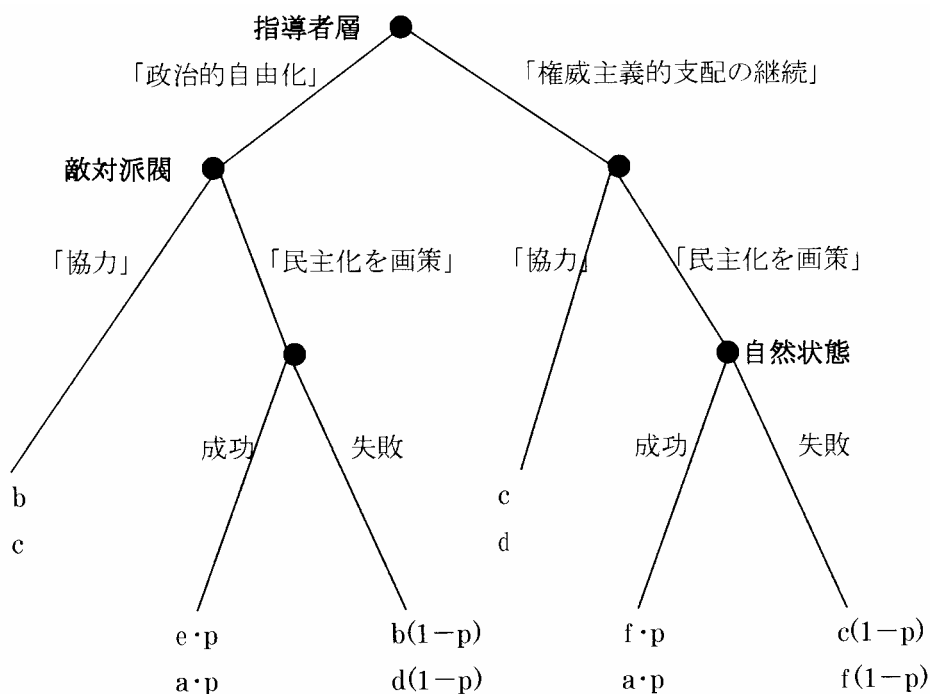 指導者層
「政治的自由化」
「権威主義的支配の継続」
敵対派閥
「協力」
「民主化を画策」
「協力」
「民主化を画策」
自然状態
成功
失敗
成功
失敗
b
c
c
d
e・p
b(1−p)
f・p
c(1−p)
a・p
d(1−p)
a・p
f(1−p)